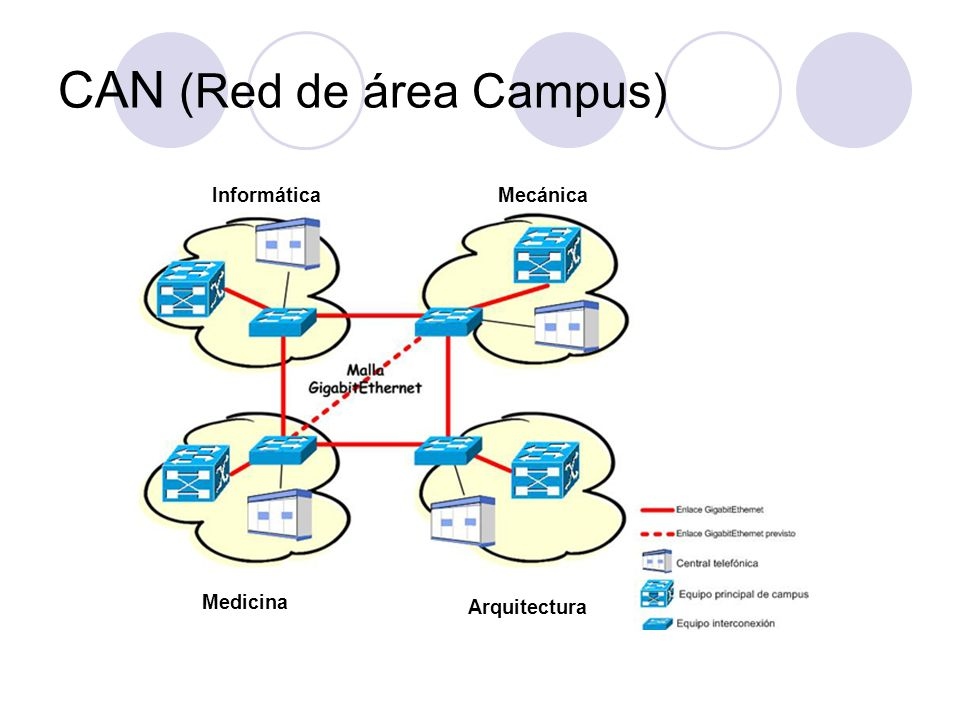 CAN (Red de área Campus)
Informática
Mecánica
Malla
GigabitEthernet
Medicina
Arquitectura
Enlace GigabitEthernet
Enlace GigabitEthernet previsto
Central telefónica
Equipo principal de campus
Equipo interconexión